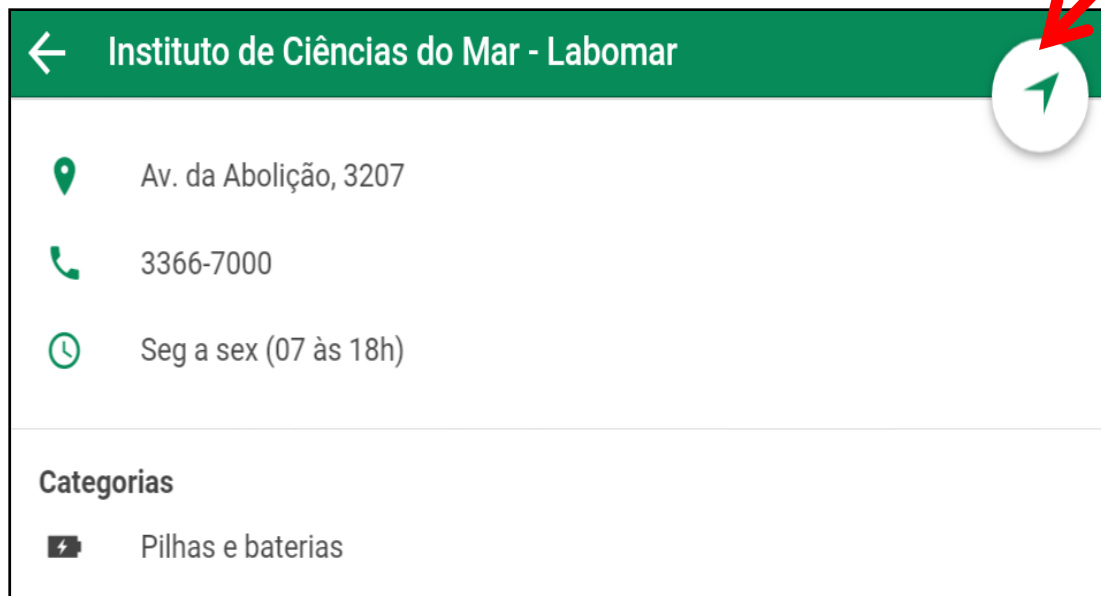 Instituto de Ciências do Mar - Labomar
Av. da Abolição, 3207
3366-7000
Seg a sex (07 às 18h)
Categorias
Pilhas e baterias